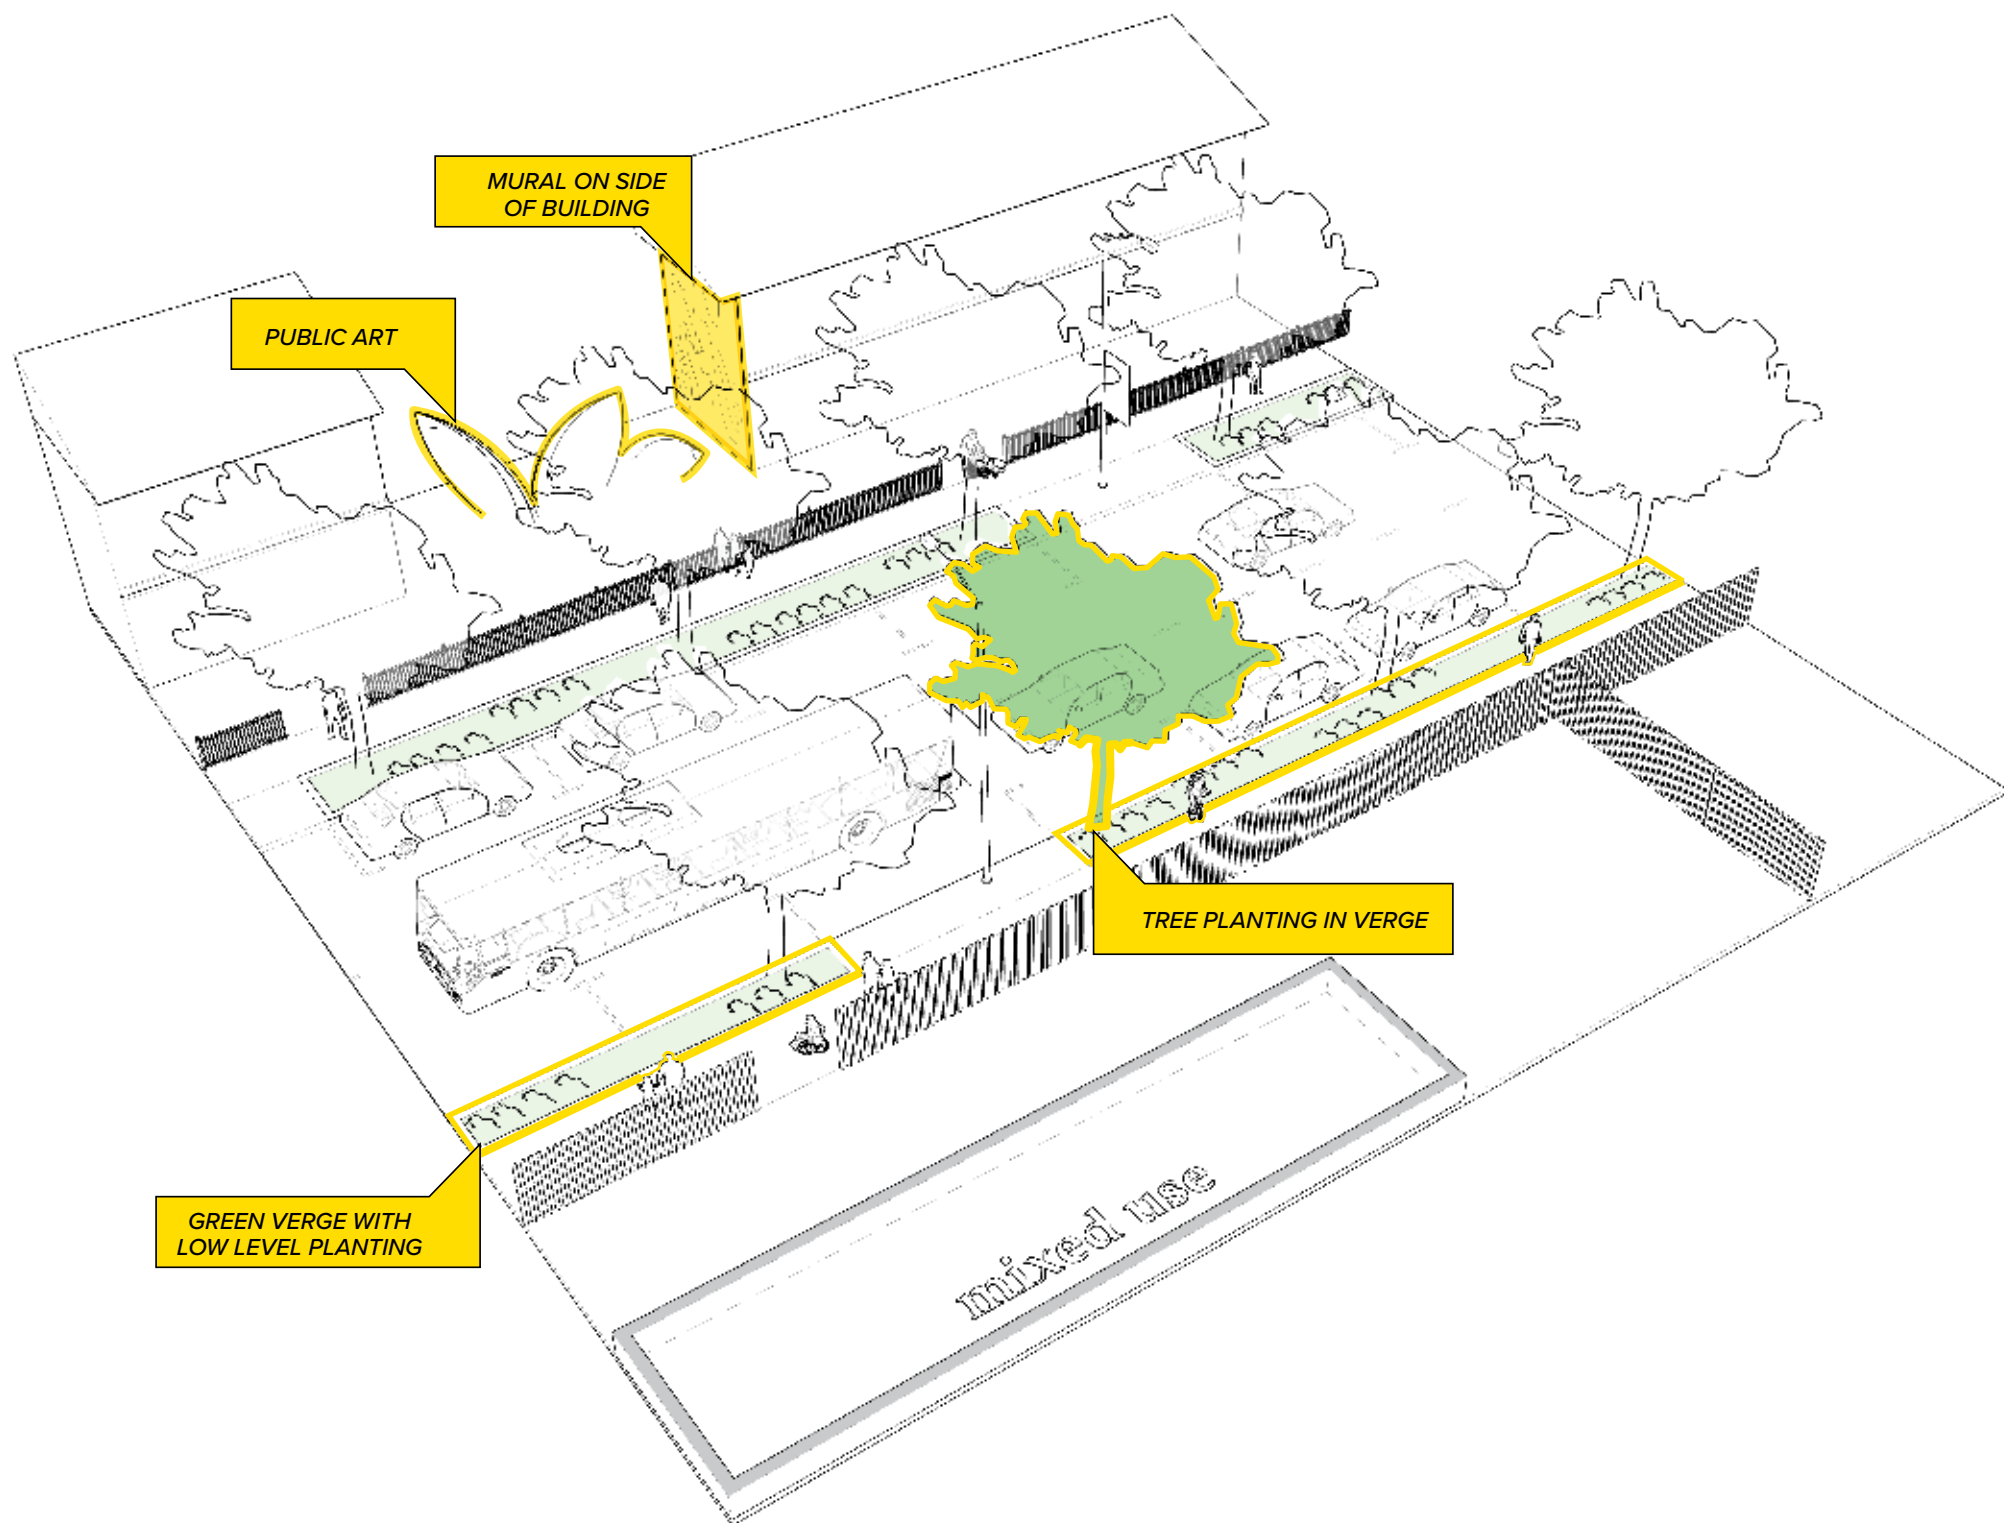 MURAL ON SIDE
OF BUILDING
PUBLIC ART
TREE PLANTING IN VERGE
GREEN VERGE WITH
LOW LEVEL PLANTING
mixed use